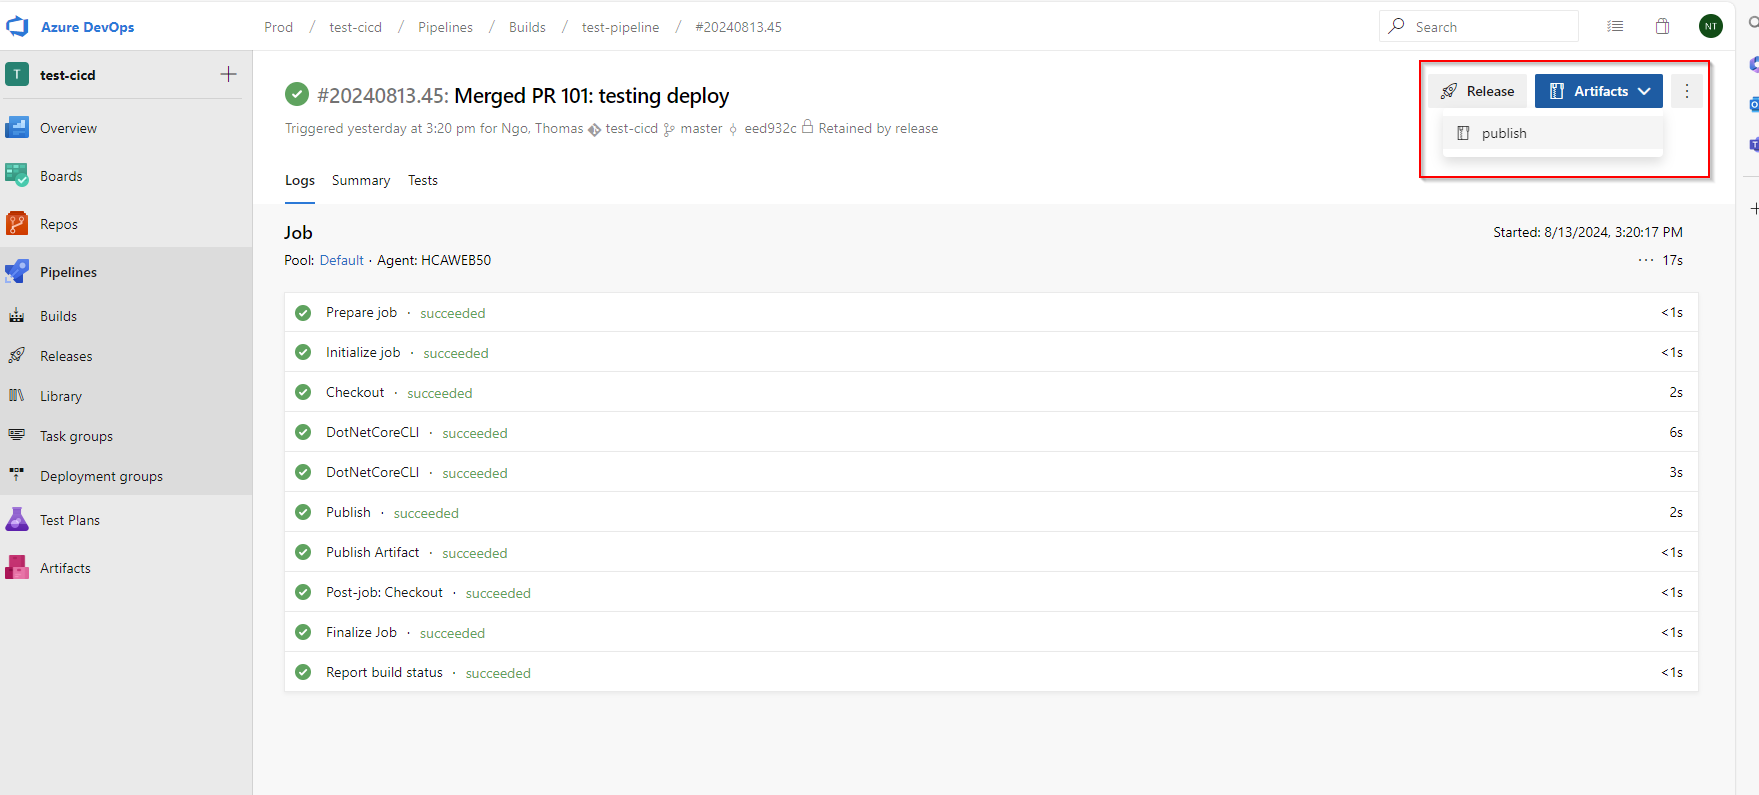 Azure DevOps
Prod / test-cicd / Pipelines / Builds / test-pipeline / #20240813.45
Search
NT
T test-cicd
Overview
Boards
Repos
Pipelines
Builds
Releases
Library
Task groups
Deployment groups
Test Plans
Artifacts
#20240813.45: Merged PR 101: testing deploy
Triggered yesterday at 3:20 pm for Ngo, Thomas test-cicd master eed932c Retained by release
Release
Artifacts
publish
Logs Summary Tests
Job
Started: 8/13/2024, 3:20:17 PM
Pool: Default · Agent: HCAWEB50
··· 17s
Prepare job · succeeded <1s
Initialize job · succeeded <1s
Checkout · succeeded 2s
DotNetCoreCLI · succeeded 6s
DotNetCoreCLI · succeeded 3s
Publish · succeeded 2s
Publish Artifact · succeeded <1s
Post-job: Checkout · succeeded <1s
Finalize Job · succeeded <1s
Report build status · succeeded <1s